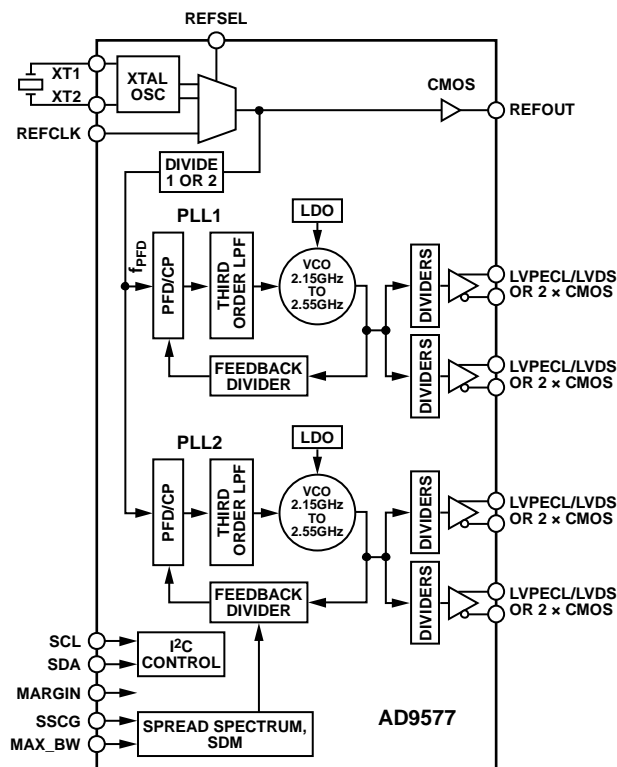 REFSEL
XT1
XT2
REFCLK
XTAL
OSC
CMOS
REFOUT
DIVIDE
1 OR 2
PLL1
LDO
fPFD
PFD/CP
THIRD
ORDER LPF
VCO
2.15GHz
TO
2.55GHz
DIVIDERS
LVPECL/LVDS
OR 2 × CMOS
FEEDBACK
DIVIDER
DIVIDERS
LVPECL/LVDS
OR 2 × CMOS
PLL2
LDO
PFD/CP
THIRD
ORDER LPF
VCO
2.15GHz
TO
2.55GHz
DIVIDERS
LVPECL/LVDS
OR 2 × CMOS
FEEDBACK
DIVIDER
DIVIDERS
LVPECL/LVDS
OR 2 × CMOS
SCL
SDA
I²C
CONTROL
MARGIN
SSCG
MAX_BW
SPREAD SPECTRUM,
SDM
AD9577